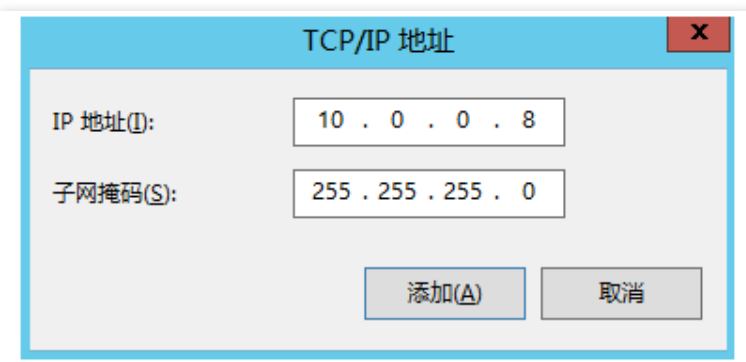 TCP/IP 地址
x
IP 地址(I): 10 . 0 . 0 . 8
子网掩码(S): 255 . 255 . 255 . 0
添加(A) 取消